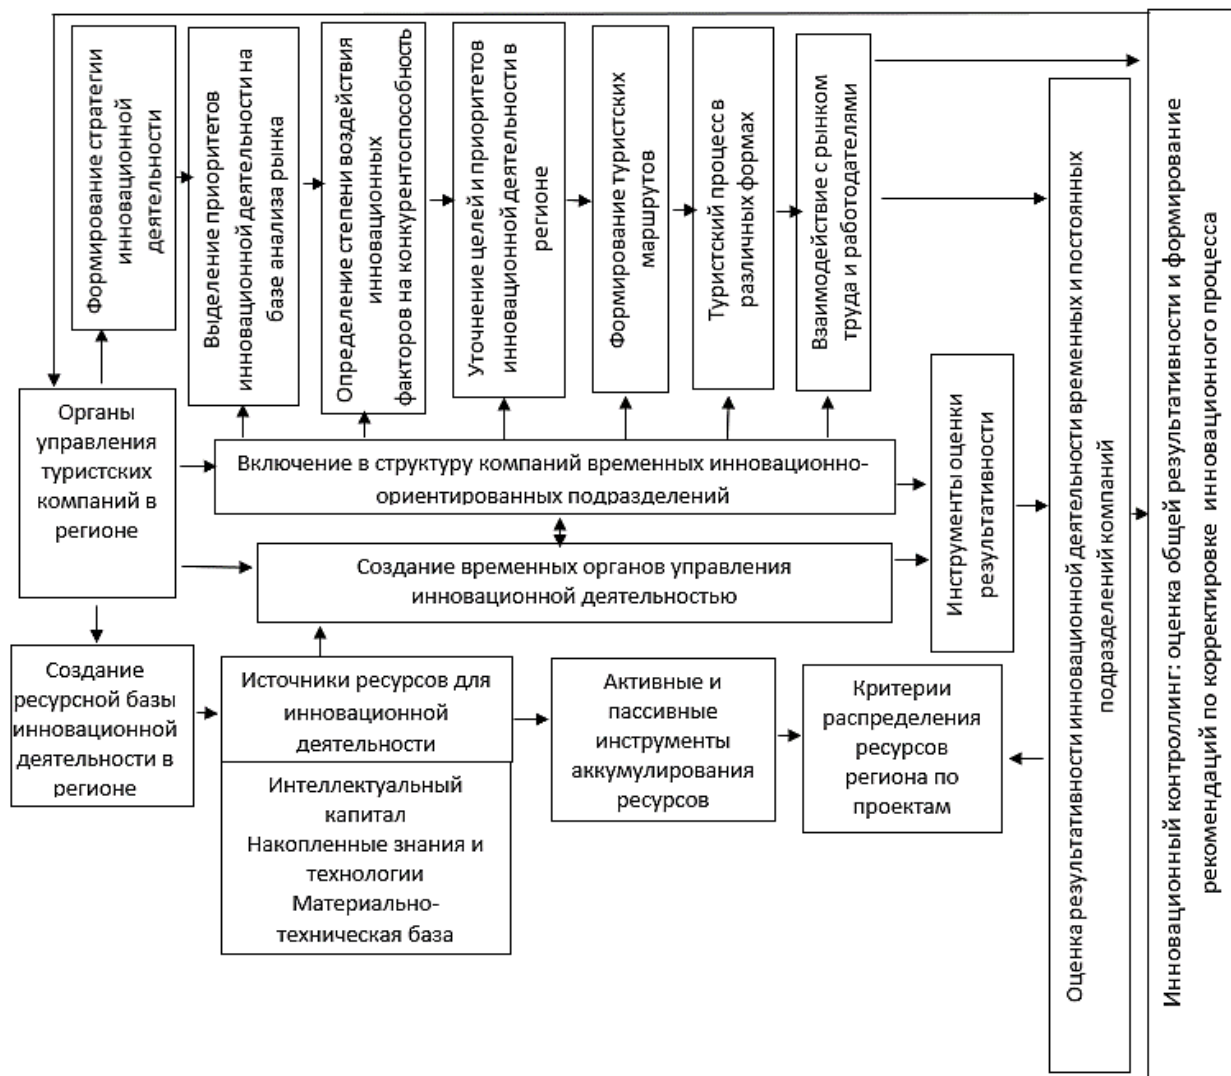 Формирование стратегии
инновационной
деятельности
Выделение приоритетов
инновационной деятельности на
базе анализа рынка
Определение степени воздействия
инновационных
факторов на конкурентоспособность
Уточнение целей и приоритетов
инновационной деятельности в
регионе
Формирование туристских
маршрутов
Туристский процесс в
различных формах
Взаимодействие с рынком
труда и работодателями
Органы
управления
туристских
компаний в
регионе
Включение в структуру компаний временных инновационно-
ориентированных подразделений
Создание временных органов управления
инновационной деятельностью
Инструменты оценки
результативности
Оценка результативности инновационной деятельности временных и постоянных
подразделений компаний
Инновационный контроллинг: оценка общей результативности и формирование
рекомендаций по корректировке инновационного процесса
Создание
ресурсной базы
инновационной
деятельности в
регионе
Источники ресурсов для
инновационной
деятельности
Интеллектуальный
капитал
Накопленные знания и
технологии
Материально-
техническая база
Активные и
пассивные
инструменты
аккумулирования
ресурсов
Критерии
распределения
ресурсов
региона по
проектам